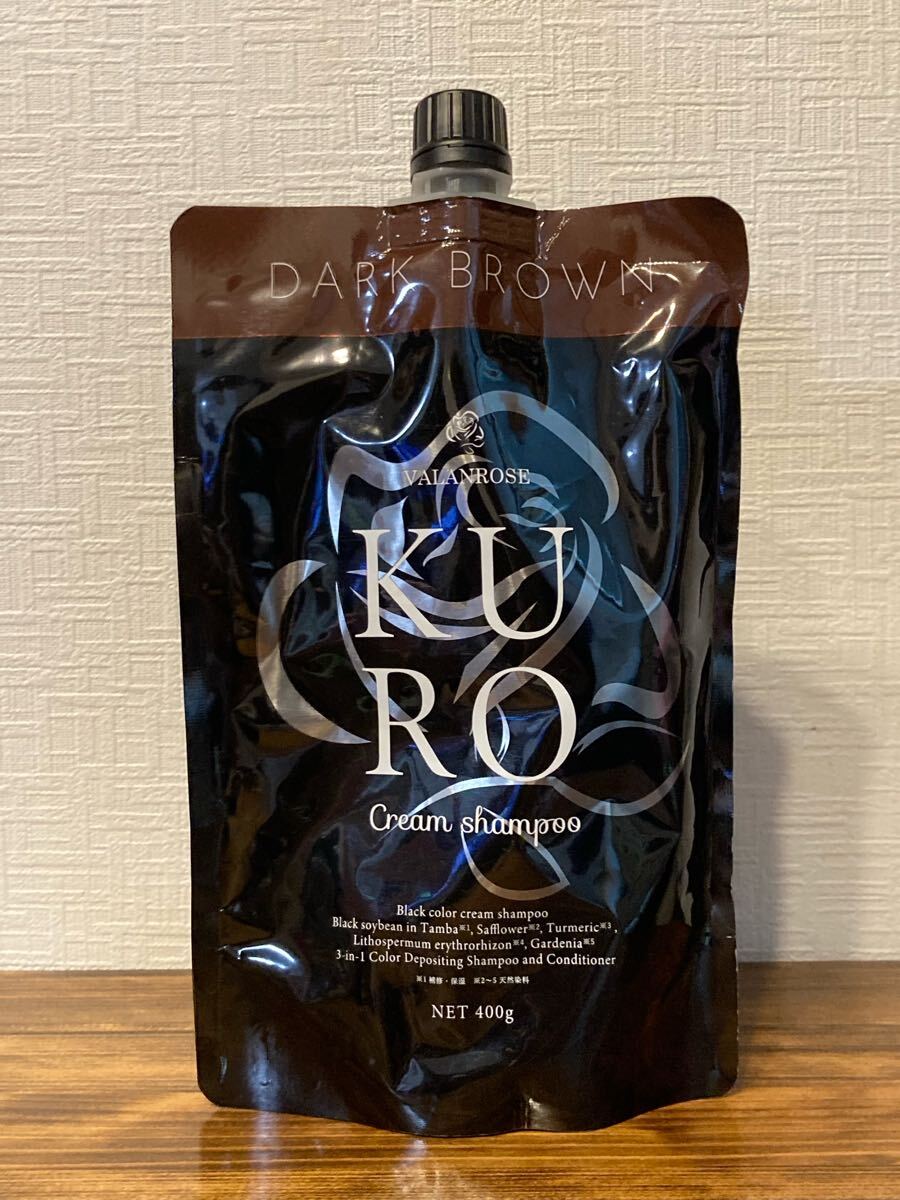 DARK BROWN
VALANROSE
KU
RO
Cream shampoo
Black color cream shampoo
Black soybean in Tamba※1, Safflower※2, Turmeric※3,
Lithospermum erythrorhizon※4, Gardenia※5
3-in-1 Color Depositing Shampoo and Conditioner
※1 補修・保湿 ※2～5 天然染料
NET 400g